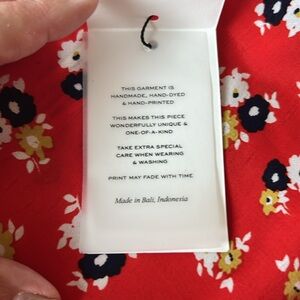 THIS GARMENT IS
HANDMADE, HAND-DYED
& HAND-PRINTED
THIS MAKES THIS PIECE
WONDERFULLY UNIQUE &
ONE-OF-A-KIND
TAKE EXTRA SPECIAL
CARE WHEN WEARING
& WASHING
PRINT MAY FADE WITH TIME
Made in Bali, Indonesia